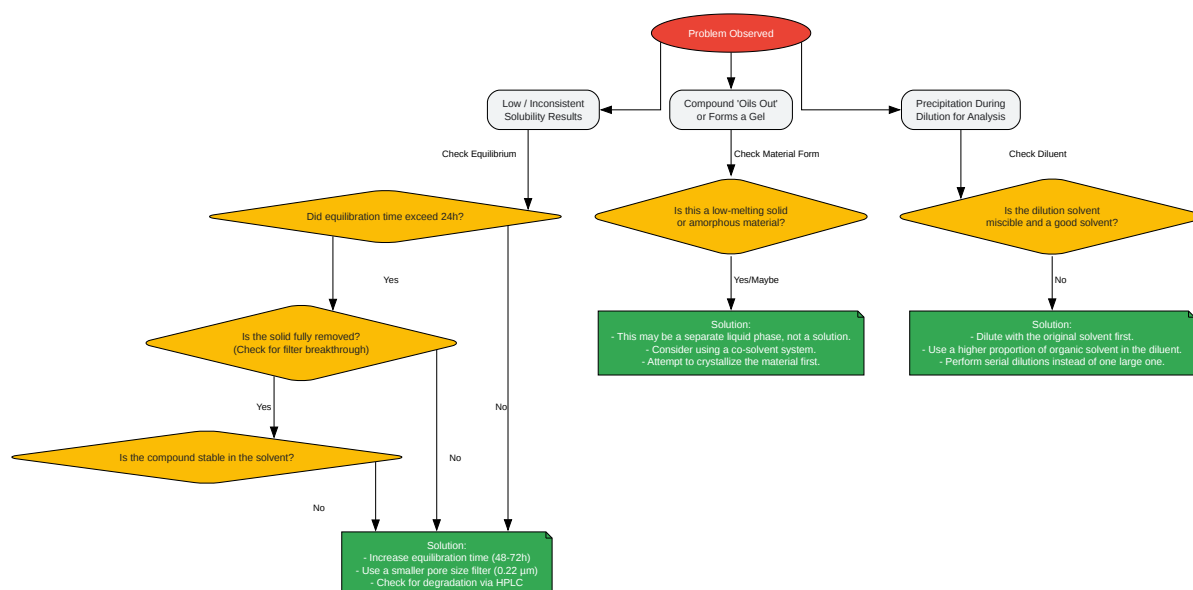 Problem Observed
Low / Inconsistent
Solubility Results
Compound 'Oils Out'
or Forms a Gel
Precipitation During
Dilution for Analysis
Check Equilibrium
Check Material Form
Check Diluent
Did equilibration time exceed 24h?
Is this a low-melting solid
or amorphous material?
Is the dilution solvent
miscible and a good solvent?
Yes
Yes/Maybe
No
Is the solid fully removed?
(Check for filter breakthrough)
Solution:
- This may be a separate liquid phase, not a solution.
- Consider using a co-solvent system.
- Attempt to crystallize the material first.
Solution:
- Dilute with the original solvent first.
- Use a higher proportion of organic solvent in the diluent.
- Perform serial dilutions instead of one large one.
Yes
No
Is the compound stable in the solvent?
No
No
Solution:
- Increase equilibration time (48-72h)
- Use a smaller pore size filter (0.22 µm)
- Check for degradation via HPLC